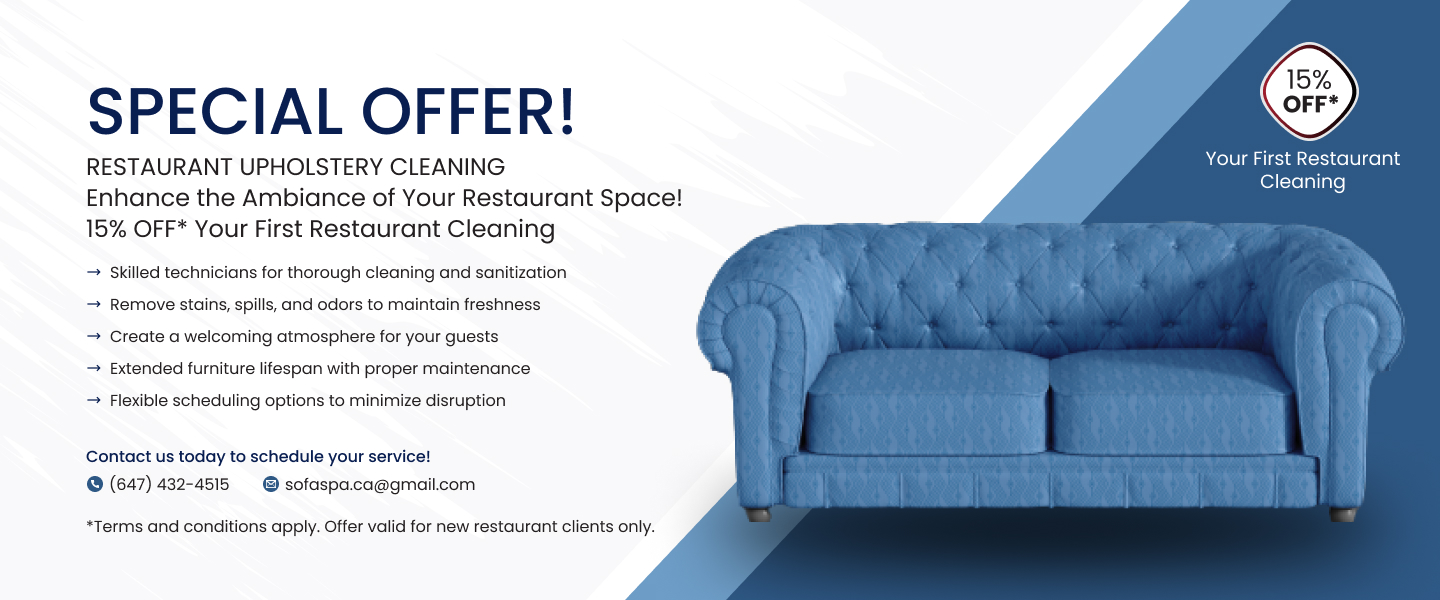 SPECIAL OFFER!
RESTAURANT UPHOLSTERY CLEANING
Enhance the Ambiance of Your Restaurant Space!
15% OFF* Your First Restaurant Cleaning
→ Skilled technicians for thorough cleaning and sanitization
→ Remove stains, spills, and odors to maintain freshness
→ Create a welcoming atmosphere for your guests
→ Extended furniture lifespan with proper maintenance
→ Flexible scheduling options to minimize disruption
Contact us today to schedule your service!
(647) 432-4515 sofaspa.ca@gmail.com
*Terms and conditions apply. Offer valid for new restaurant clients only.
15%
OFF*
Your First Restaurant
Cleaning